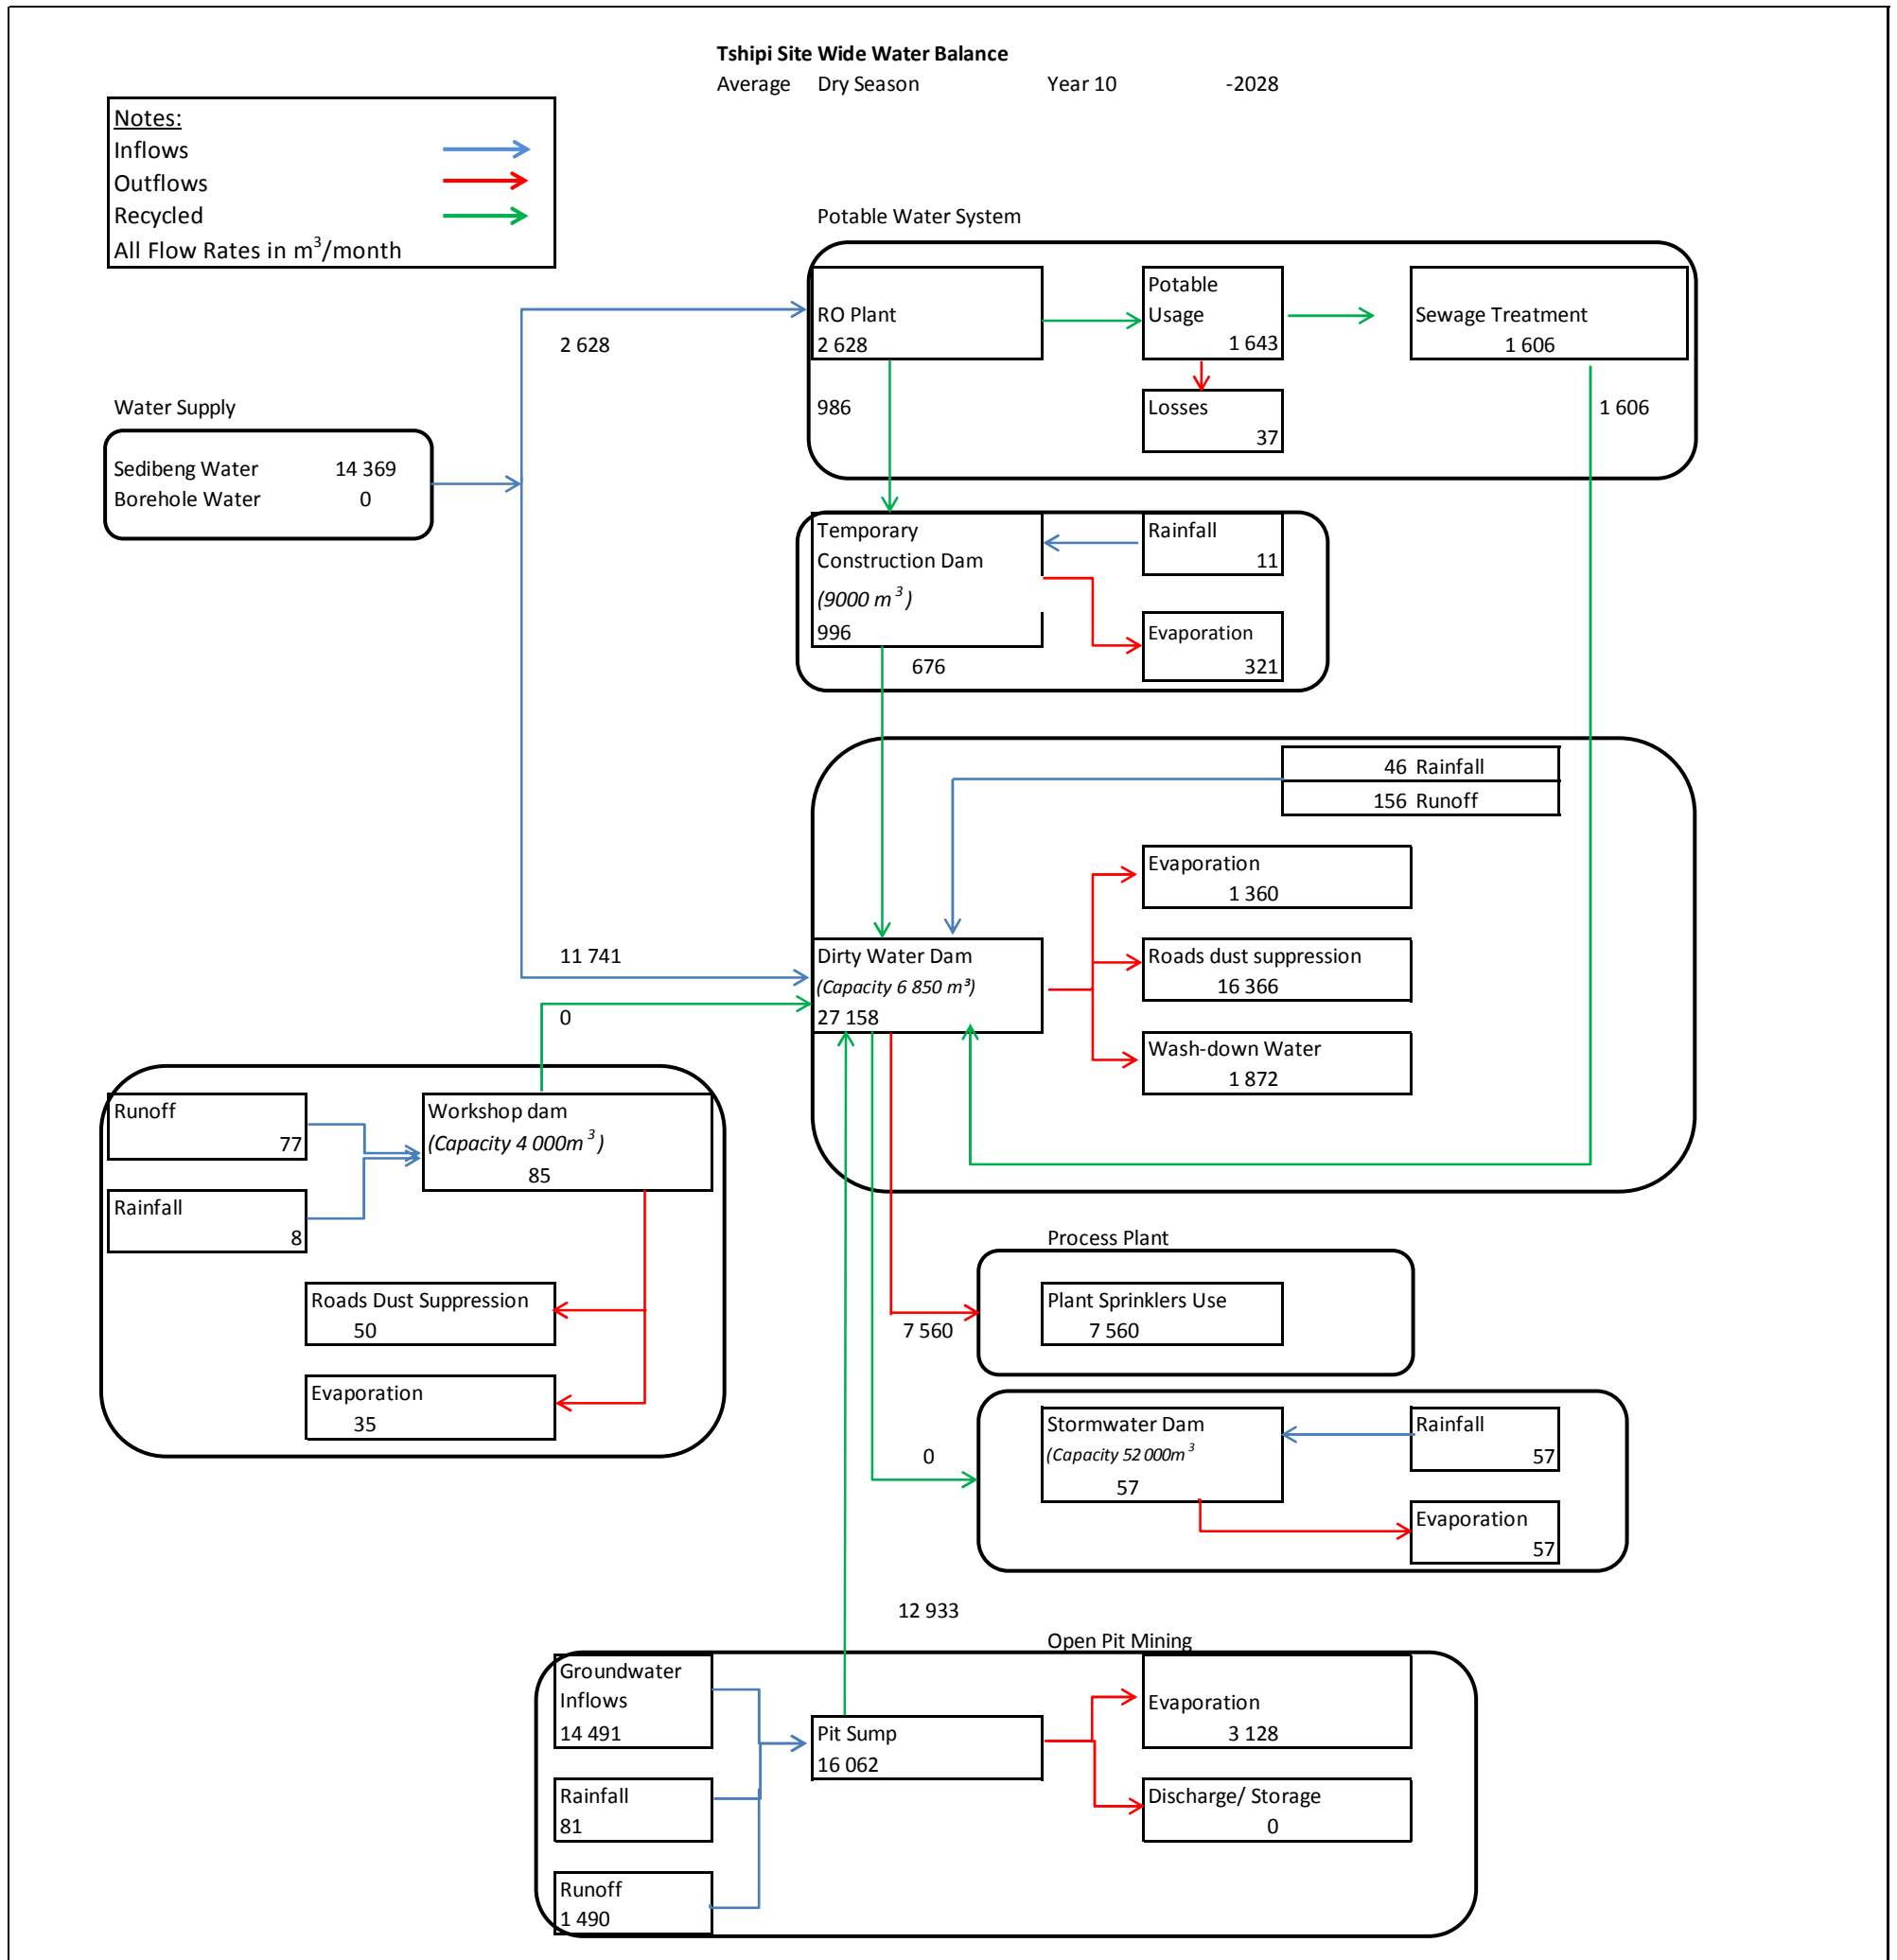 Tshipi Site Wide Water Balance
Average Dry Season Year 10 -2028
Notes:
Inflows
Outflows
Recycled
All Flow Rates in m³/month
Potable Water System
RO Plant
2 628
Potable
Usage
1 643
Sewage Treatment
1 606
2 628
986
Losses
37
1 606
Water Supply
Sedibeng Water 14 369
Borehole Water 0
Temporary
Construction Dam
(9000 m³)
996
Rainfall
11
Evaporation
321
676
46 Rainfall
156 Runoff
Evaporation
1 360
11 741
Dirty Water Dam
(Capacity 6 850 m³)
27 158
Roads dust suppression
16 366
0
Wash-down Water
1 872
Runoff
77
Workshop dam
(Capacity 4 000m³)
85
Rainfall
8
Roads Dust Suppression
50
Evaporation
35
Process Plant
Plant Sprinklers Use
7 560
7 560
Stormwater Dam
(Capacity 52 000m³
57
Rainfall
57
0
Evaporation
57
12 933
Open Pit Mining
Groundwater
Inflows
14 491
Evaporation
3 128
Pit Sump
16 062
Rainfall
81
Discharge/ Storage
0
Runoff
1 490